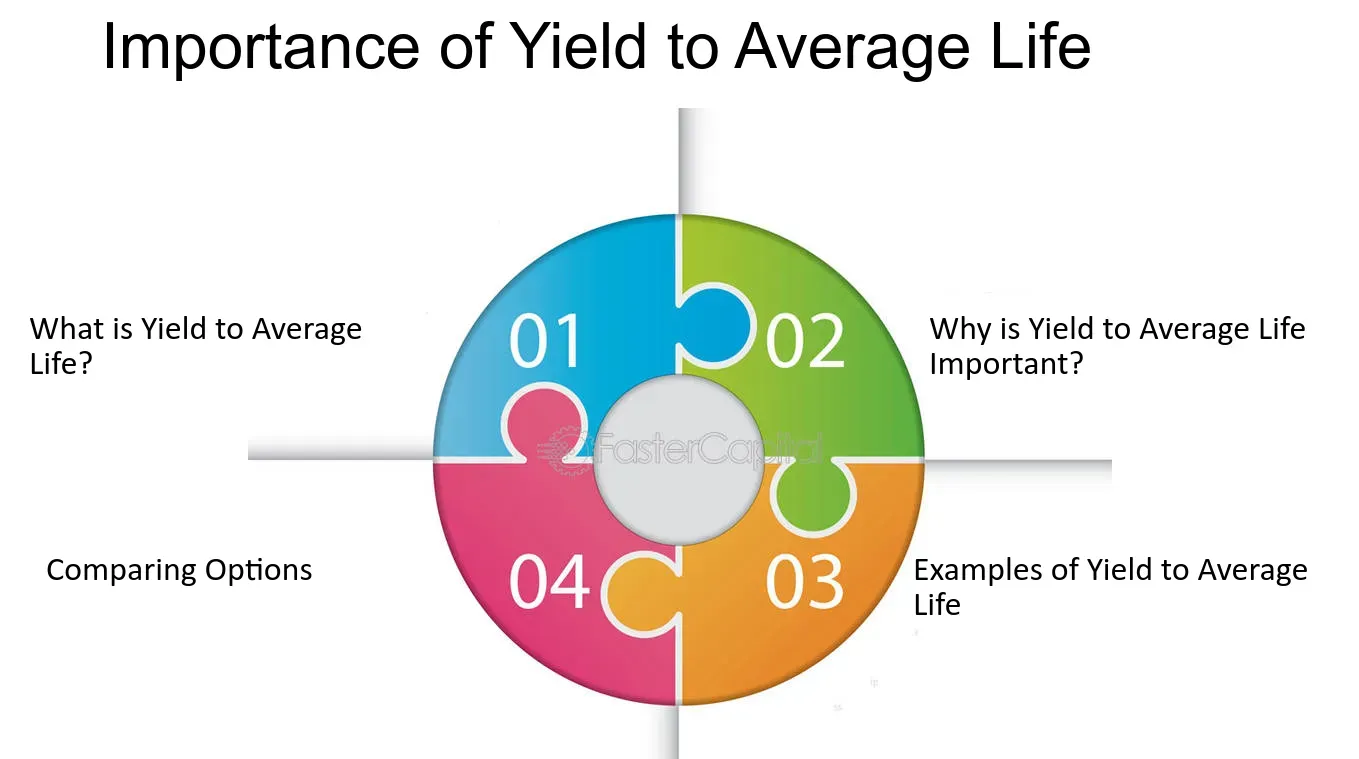 Importance of Yield to Average Life
01
02
What is Yield to Average
Life?
Why is Yield to Average Life
Important?
FasterCapital
04
03
Comparing Options
Examples of Yield to Average
Life